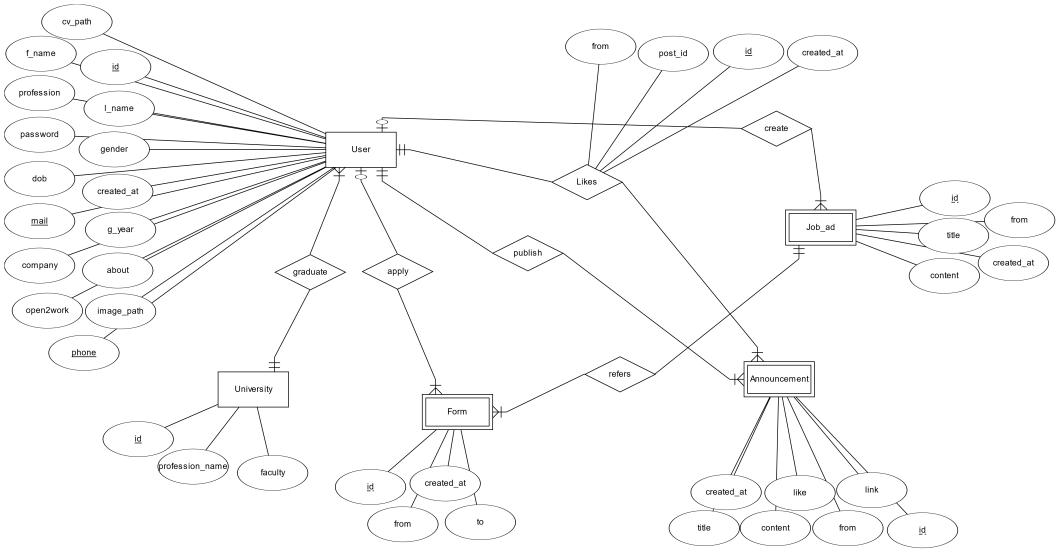 cv_path
f_name
id
profession
l_name
password
gender
dob
created_at
mail
g_year
company
about
open2work
image_path
phone
User
from
post_id
id
created_at
create
Likes
id
from
Job_ad
title
created_at
content
publish
graduate
apply
refers
University
Form
Announcement
id
profession_name
faculty
id
created_at
from
to
created_at
like
link
title
content
from
id